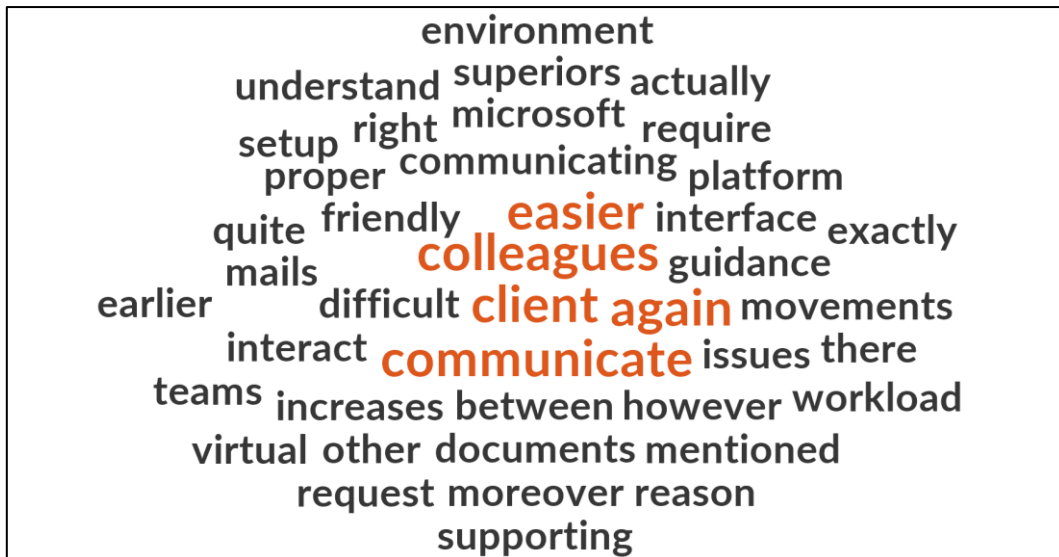 environment
understand superiors actually
setup right microsoft require
proper communicating platform
quite friendly easier interface exactly
mails colleagues guidance
earlier difficult client again movements
interact communicate issues there
teams increases between however workload
virtual other documents mentioned
request moreover reason
supporting